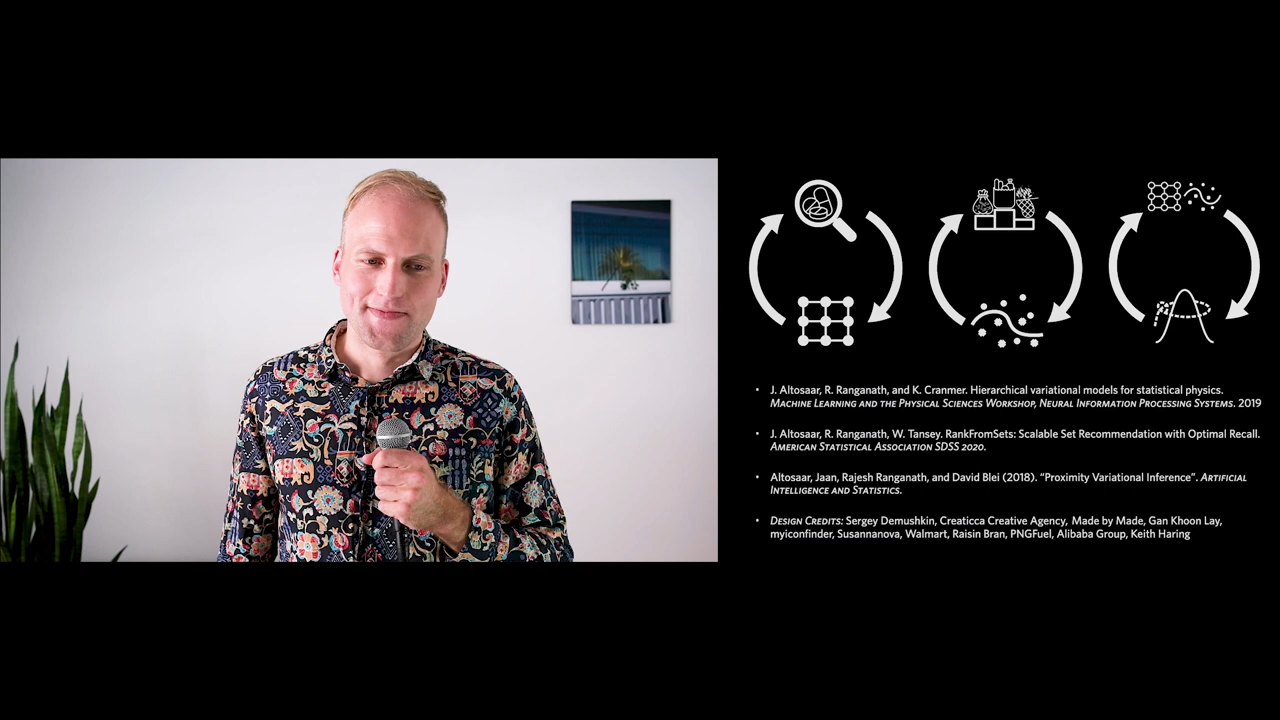 • J. Altosaar, R. Ranganath, and K. Cranmer. Hierarchical variational models for statistical physics.
Machine Learning and the Physical Sciences Workshop, Neural Information Processing Systems. 2019
• J. Altosaar, R. Ranganath, W. Tansey. RankFromSets: Scalable Set Recommendation with Optimal Recall.
American Statistical Association SDSS 2020.
• Altosaar, Jaan, Rajesh Ranganath, and David Blei (2018). “Proximity Variational Inference”. Artificial
Intelligence and Statistics.
• Design Credits: Sergey Demushkin, Creaticca Creative Agency, Made by Made, Gan Khoon Lay,
myiconfinder, Susannanova, Walmart, Raisin Bran, PNGFuel, Alibaba Group, Keith Haring